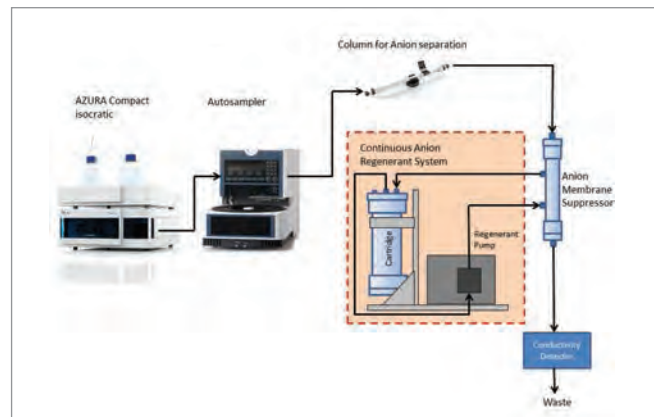 Column for Anion separation
AZURA Compact
isocratic
Autosampler
Continuous Anion
Regenerant System
Anion
Membrane
Suppressor
Cartridge
Regenerant
Pump
Conductivity
Detector
Waste